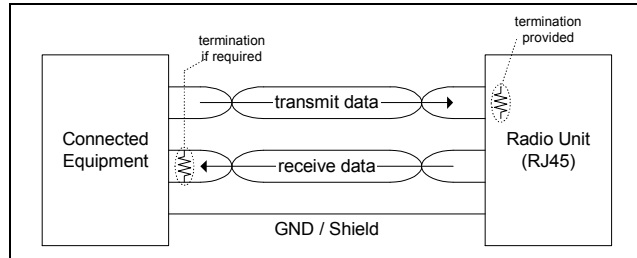 termination
if required
termination
provided
transmit data
Connected
Equipment
Radio Unit
(RJ45)
receive data
GND / Shield